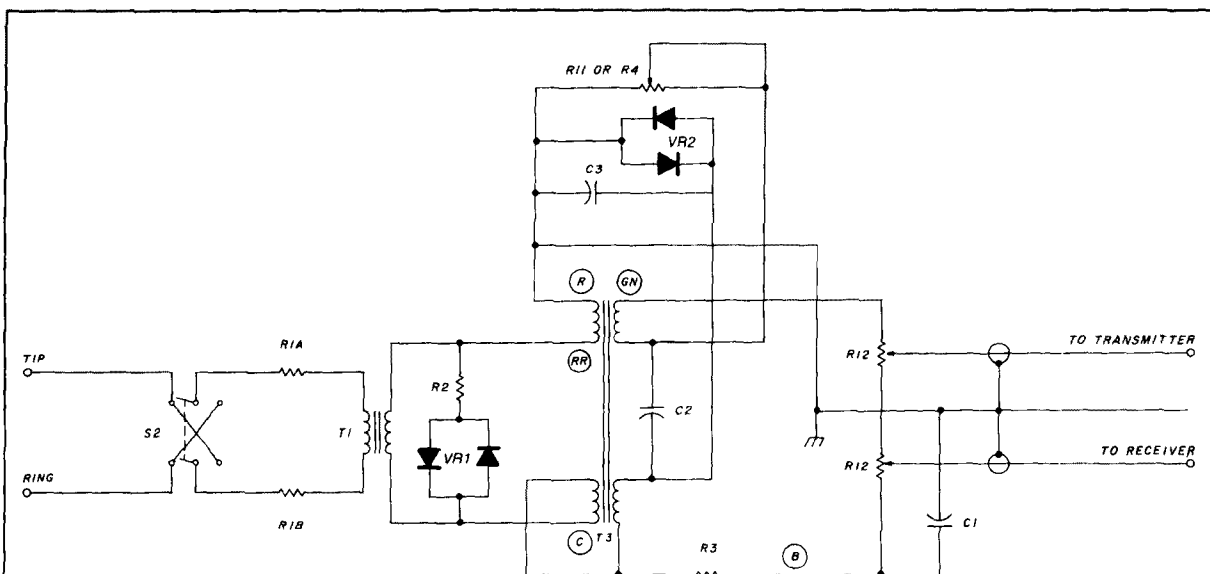 R11 OR R4
VR2
C3
R
GN
RR
TIP
R1A
R12
TO TRANSMITTER
R2
C2
S2
T1
VR1
R12
TO RECEIVER
RING
R1B
C
T3
R3
B
C1